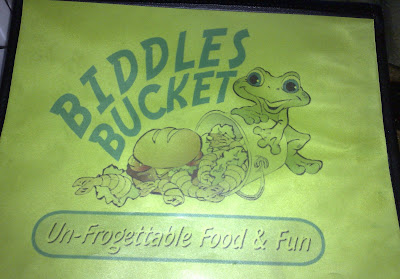 BIDDLES
BUCKET
Un-Frogettable Food & Fun